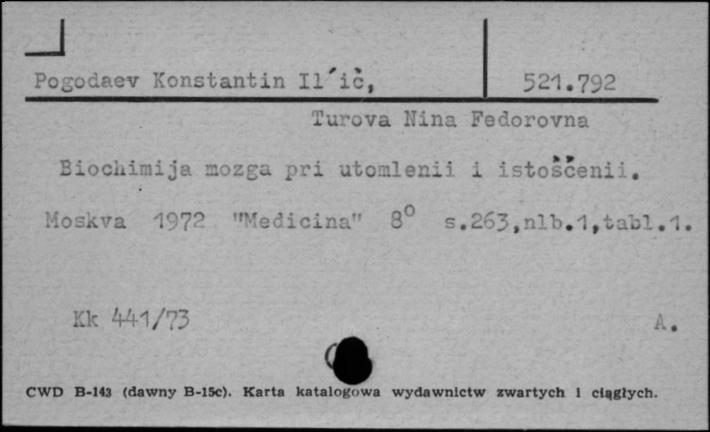 Pogodaev Konstantin Il´ič, 521.792
Turova Nina Fedorovna
Biochimija mozga pri utomlenii i istoščenii.
Moskva 1972 "Medicina" 8° s.263,nlb.1,tabl.1.
Kk 441/73 A.
CWD B-143 (dawny B-15c). Karta katalogowa wydawnictw zwartych i ciągłych.